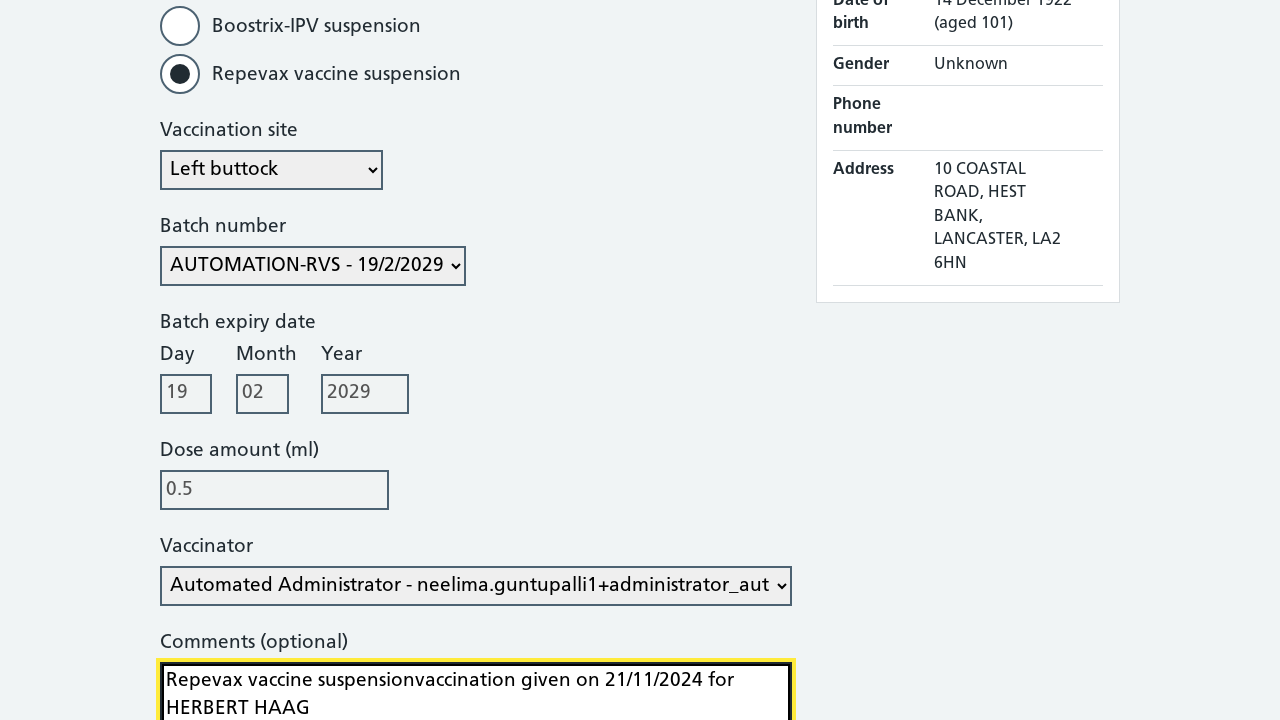 Boostrix-IPV suspension
Repevax vaccine suspension
Vaccination site
Left buttock
Batch number
AUTOMATION-RVS - 19/2/2029
Batch expiry date
Day Month Year
19 02 2029
Dose amount (ml)
0.5
Vaccinator
Automated Administrator - neelima.guntupalli1+administrator_aut
Comments (optional)
Repevax vaccine suspensionvaccination given on 21/11/2024 for
HERBERT HAAG
Date of
birth
14 December 1922
(aged 101)
Gender
Unknown
Phone
number
Address
10 COASTAL
ROAD, HEST
BANK,
LANCASTER, LA2
6HN